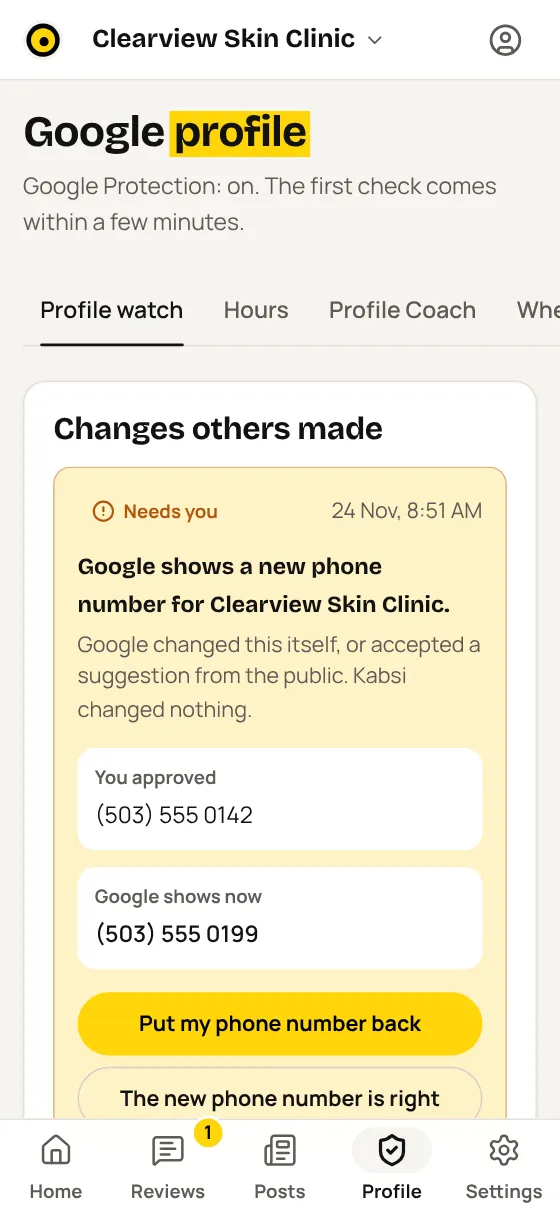 Clearview Skin Clinic
Google profile
Google Protection: on. The first check comes
within a few minutes.
Profile watch Hours Profile Coach Whe
Changes others made
Needs you 24 Nov, 8:51 AM
Google shows a new phone
number for Clearview Skin Clinic.
Google changed this itself, or accepted a
suggestion from the public. Kabsi
changed nothing.
You approved
(503) 555 0142
Google shows now
(503) 555 0199
Put my phone number back
The new phone number is right
1
Home Reviews Posts Profile Settings